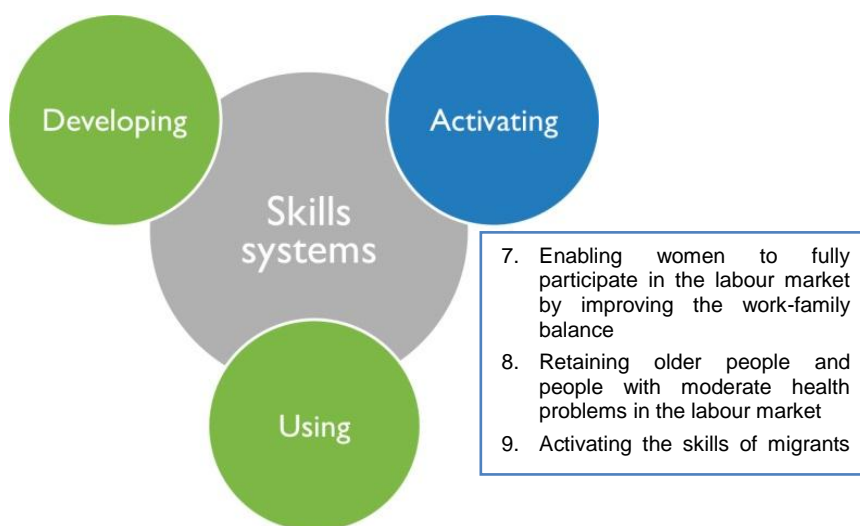 Developing
Activating
Skills
systems
Using
7. Enabling women to fully
participate in the labour market
by improving the work-family
balance
8. Retaining older people and
people with moderate health
problems in the labour market
9. Activating the skills of migrants